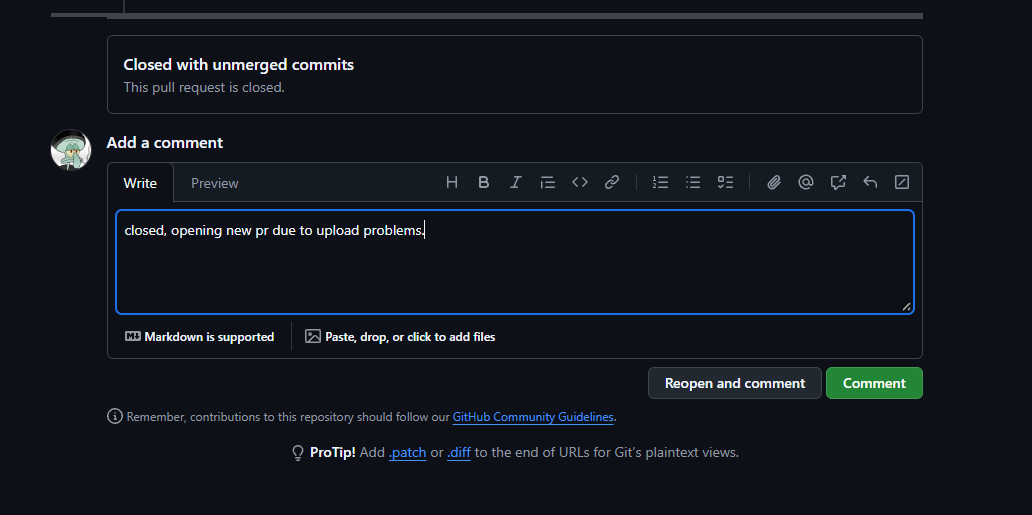 Closed with unmerged commits
This pull request is closed.
Add a comment
Write Preview
closed, opening new pr due to upload problems.
Markdown is supported Paste, drop, or click to add files
Reopen and comment Comment
Remember, contributions to this repository should follow our GitHub Community Guidelines.
ProTip! Add .patch or .diff to the end of URLs for Git’s plaintext views.